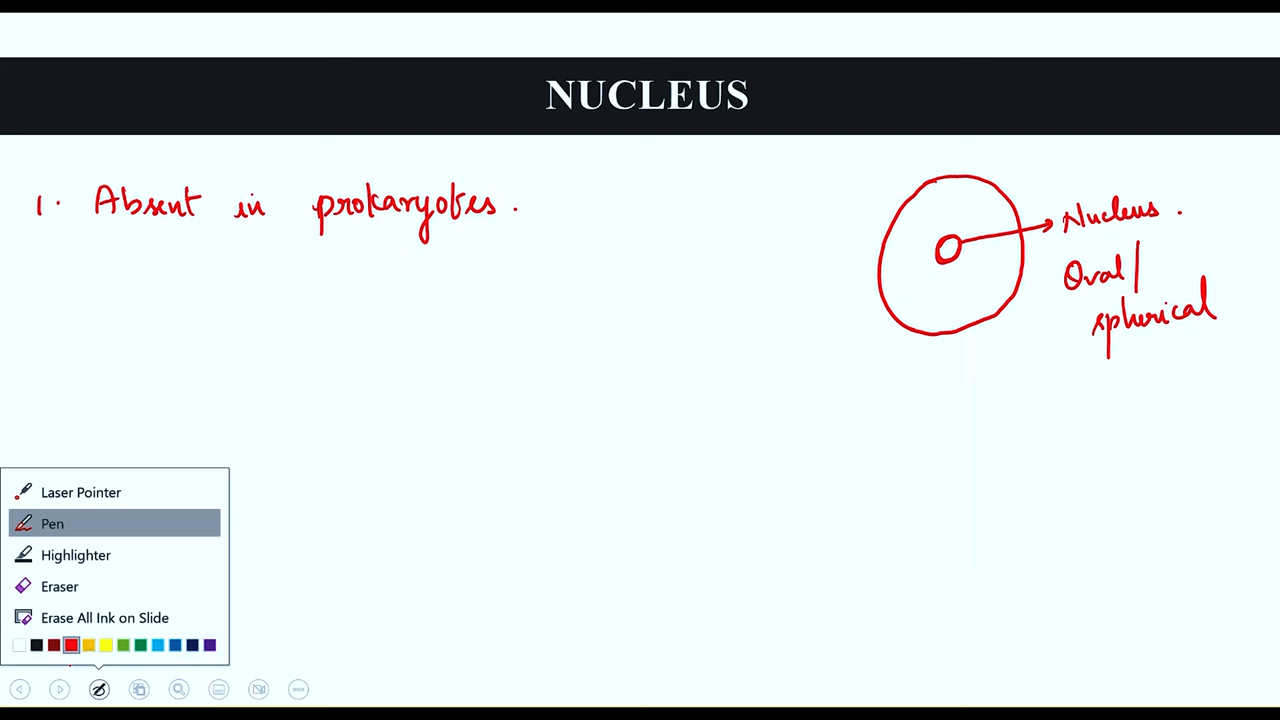 NUCLEUS
1. Absent in prokaryotes.
Nucleus.
Oval/
spherical
Laser Pointer
Pen
Highlighter
Eraser
Erase All Ink on Slide